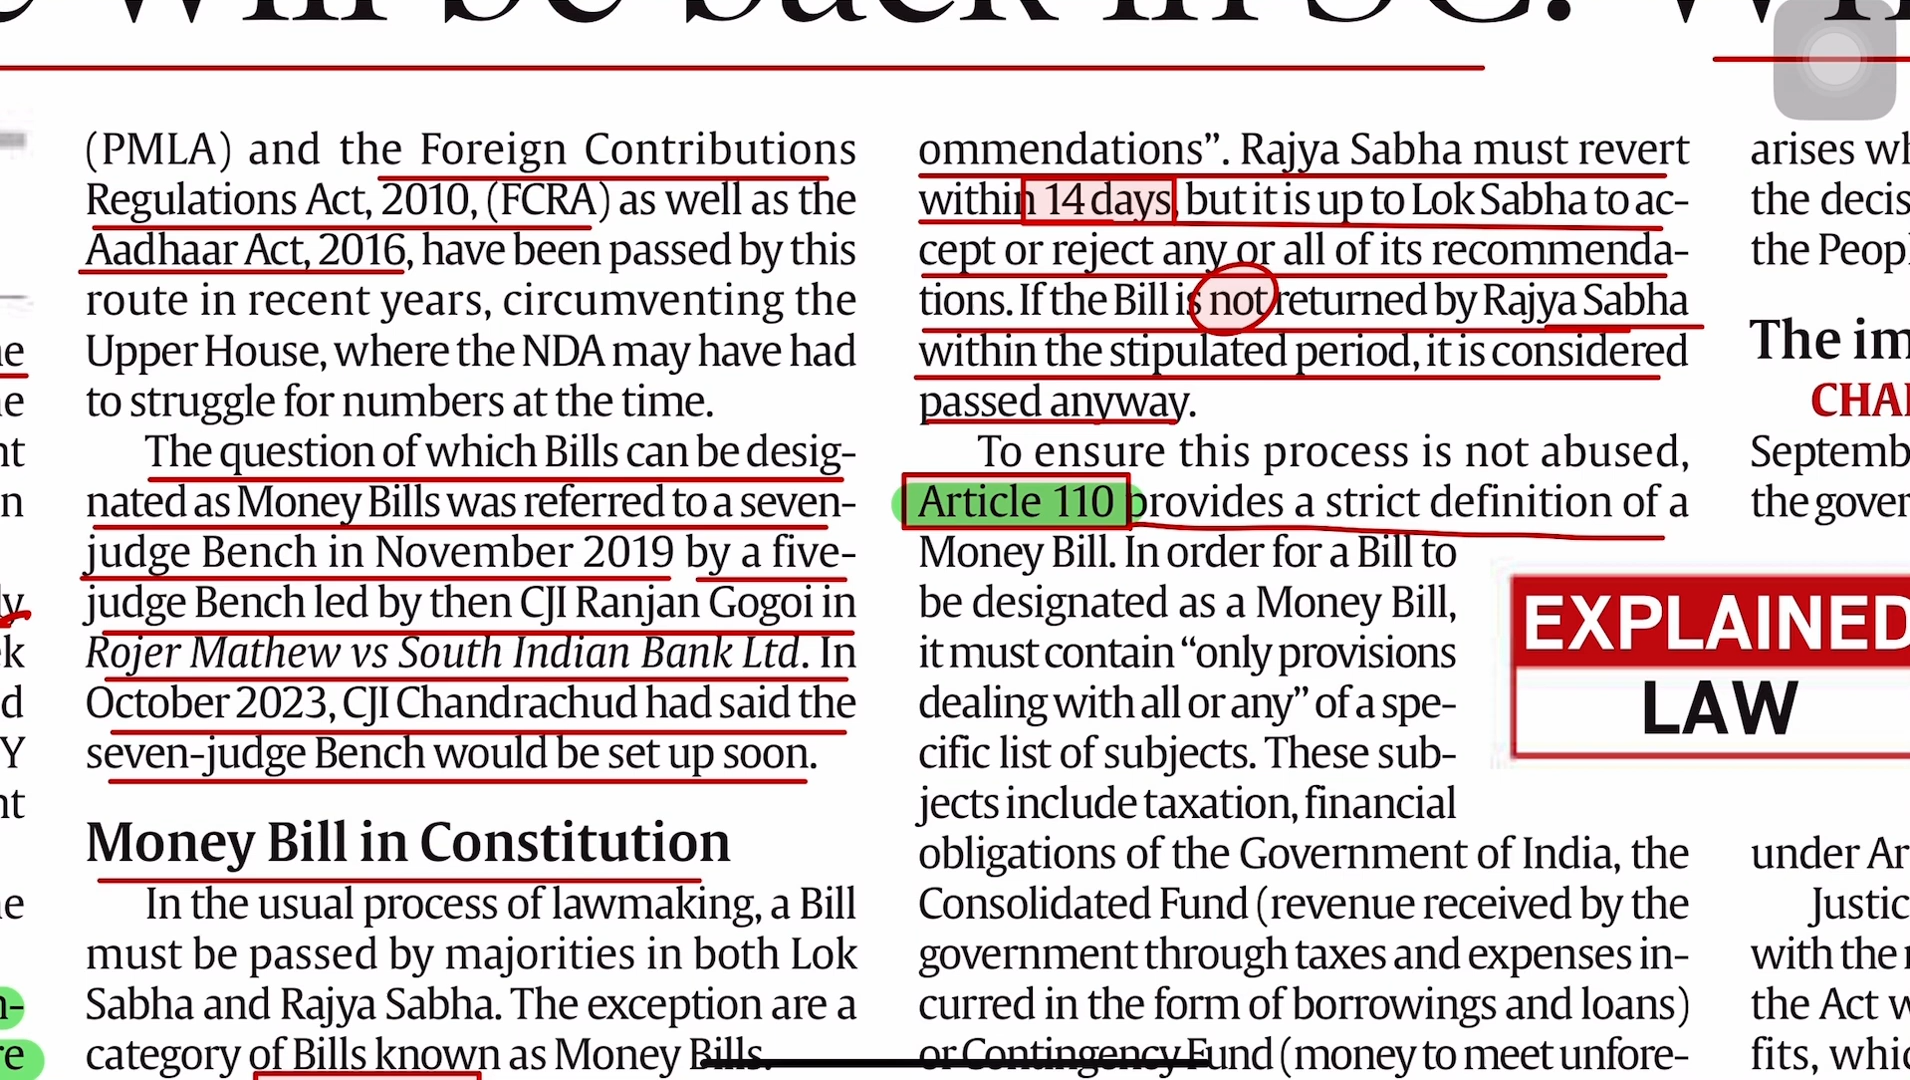 will be back in SC. W
(PMLA) and the Foreign Contributions
Regulations Act, 2010, (FCRA) as well as the
Aadhaar Act, 2016, have been passed by this
route in recent years, circumventing the
Upper House, where the NDA may have had
to struggle for numbers at the time.
The question of which Bills can be desig-
nated as Money Bills was referred to a seven-
judge Bench in November 2019 by a five-
judge Bench led by then CJI Ranjan Gogoi in
Rojer Mathew vs South Indian Bank Ltd. In
October 2023, CJI Chandrachud had said the
seven-judge Bench would be set up soon.
Money Bill in Constitution
In the usual process of lawmaking, a Bill
must be passed by majorities in both Lok
Sabha and Rajya Sabha. The exception are a
category of Bills known as Money Bills.
ommendations”. Rajya Sabha must revert
within 14 days, but it is up to Lok Sabha to ac-
cept or reject any or all of its recommenda-
tions. If the Bill is not returned by Rajya Sabha
within the stipulated period, it is considered
passed anyway.
To ensure this process is not abused,
Article 110 provides a strict definition of a
Money Bill. In order for a Bill to
be designated as a Money Bill,
it must contain “only provisions
dealing with all or any” of a spe-
cific list of subjects. These sub-
jects include taxation, financial
obligations of the Government of India, the
Consolidated Fund (revenue received by the
government through taxes and expenses in-
curred in the form of borrowings and loans)
or Contingency Fund (money to meet unfore-
EXPLAINED
LAW
arises wh
the decis
the Peopl
The im
CHA
Septemb
the gover
under Ar
Justic
with the r
the Act w
fits, whic